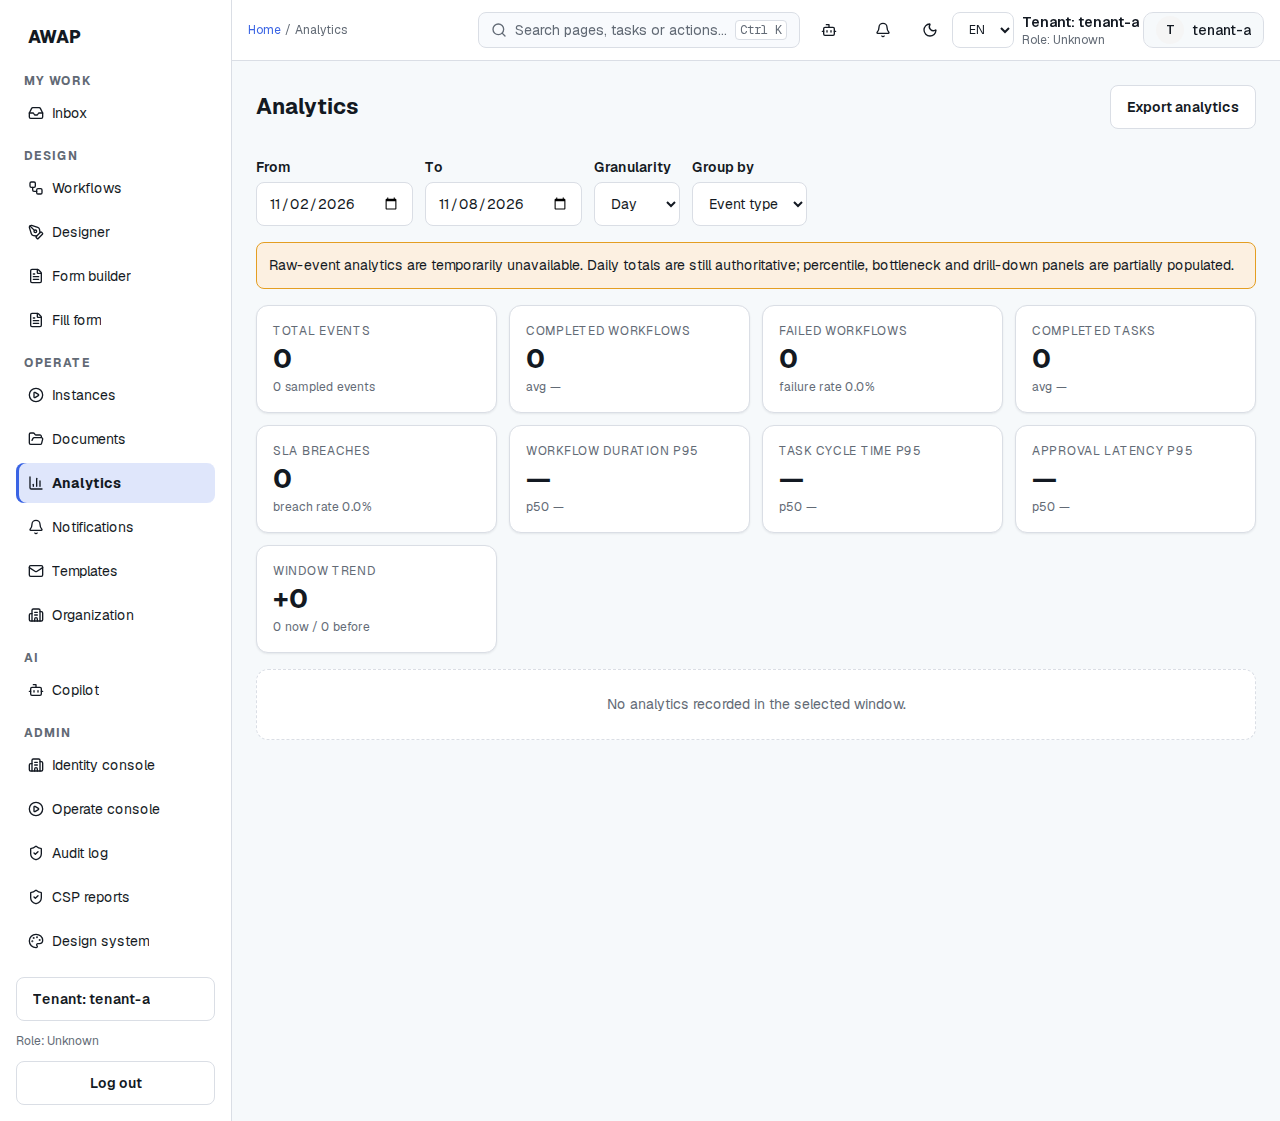 AWAP
MY WORK
Inbox
DESIGN
Workflows
Designer
Form builder
Fill form
OPERATE
Instances
Documents
Analytics
Notifications
Templates
Organization
AI
Copilot
ADMIN
Identity console
Operate console
Audit log
CSP reports
Design system
Tenant: tenant-a
Role: Unknown
Log out
Home / Analytics
Search pages, tasks or actions... Ctrl K
EN
Tenant: tenant-a
Role: Unknown
T tenant-a
Analytics
Export analytics
From To Granularity Group by
11/02/2026 11/08/2026 Day Event type
Raw-event analytics are temporarily unavailable. Daily totals are still authoritative; percentile, bottleneck and drill-down panels are partially populated.
TOTAL EVENTS
0
0 sampled events
COMPLETED WORKFLOWS
0
avg —
FAILED WORKFLOWS
0
failure rate 0.0%
COMPLETED TASKS
0
avg —
SLA BREACHES
0
breach rate 0.0%
WORKFLOW DURATION P95
—
p50 —
TASK CYCLE TIME P95
—
p50 —
APPROVAL LATENCY P95
—
p50 —
WINDOW TREND
+0
0 now / 0 before
No analytics recorded in the selected window.